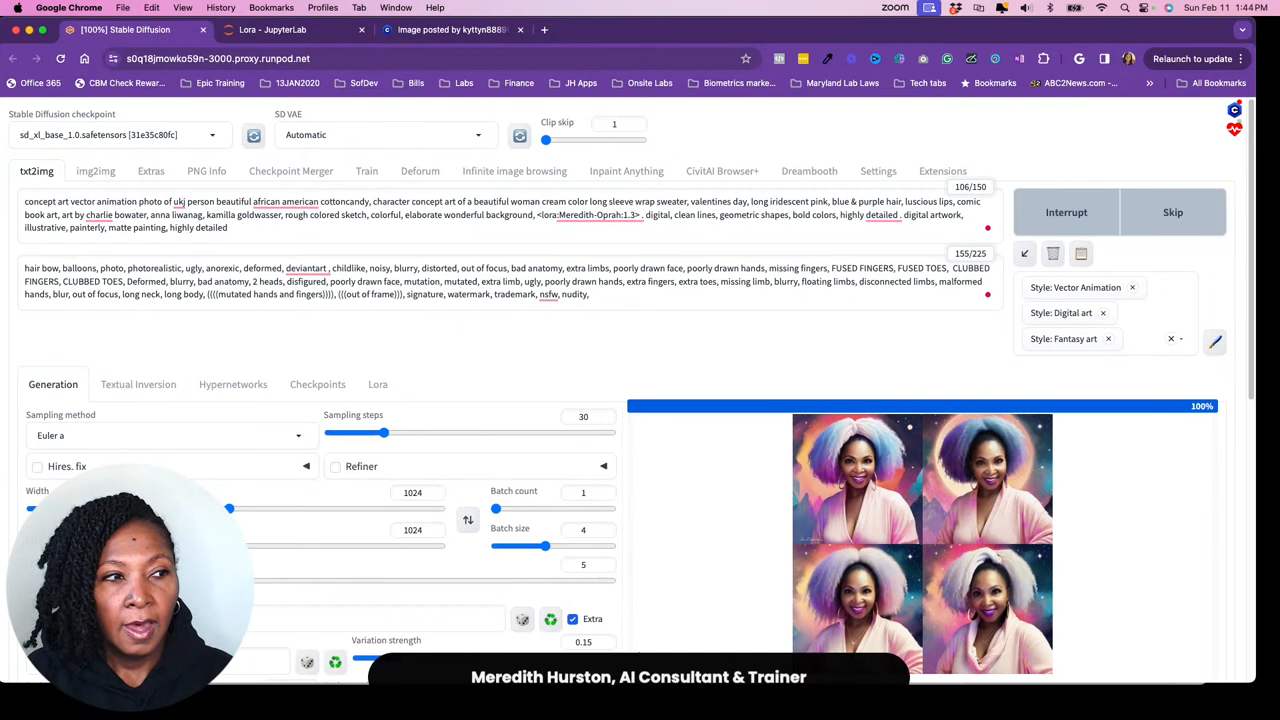 Google Chrome File Edit View History Bookmarks Profiles Tab Window Help zoom Sun Feb 11 1:44 PM
[100%] Stable Diffusion Lora - JupyterLab Image posted by kyttyn8889
s0q18jmowko59n-3000.proxy.runpod.net Relaunch to update
Office 365 CBM Check Rewar... Epic Training 13JAN2020 SofDev Bills Labs Finance JH Apps Onsite Labs Biometrics marke... Maryland Lab Laws Tech tabs Bookmarks ABC2News.com –... » All Bookmarks
Stable Diffusion checkpoint SD VAE Clip skip 1
sd_xl_base_1.0.safetensors [31e35c80fc] Automatic
txt2img img2img Extras PNG Info Checkpoint Merger Train Deforum Infinite image browsing Inpaint Anything CivitAI Browser+ Dreambooth Settings Extensions
106/150
concept art vector animation photo of ukj person beautiful african american cottoncandy, character concept art of a beautiful woman cream color long sleeve wrap sweater, valentines day, long iridescent pink, blue & purple hair, luscious lips, comic
book art, art by charlie bowater, anna liwanag, kamilla goldwasser, rough colored sketch, colorful, elaborate wonderful background, <lora:Meredith-Oprah:1.3> . digital, clean lines, geometric shapes, bold colors, highly detailed . digital artwork,
illustrative, painterly, matte painting, highly detailed
Interrupt Skip
155/225
hair bow, balloons, photo, photorealistic, ugly, anorexic, deformed, deviantart , childlike, noisy, blurry, distorted, out of focus, bad anatomy, extra limbs, poorly drawn face, poorly drawn hands, missing fingers, FUSED FINGERS, FUSED TOES, CLUBBED
FINGERS, CLUBBED TOES, Deformed, blurry, bad anatomy, 2 heads, disfigured, poorly drawn face, mutation, mutated, extra limb, ugly, poorly drawn hands, extra fingers, extra toes, missing limb, blurry, floating limbs, disconnected limbs, malformed
hands, blur, out of focus, long neck, long body, ((((mutated hands and fingers)))), (((out of frame))), signature, watermark, trademark, nsfw, nudity,
Style: Vector Animation
Style: Digital art
Style: Fantasy art
Generation Textual Inversion Hypernetworks Checkpoints Lora
Sampling method Sampling steps 30
Euler a
100%
Hires. fix Refiner
Width 1024 Batch count 1
1024 Batch size 4
5
Extra
Variation strength 0.15
Meredith Hurston, AI Consultant & Trainer